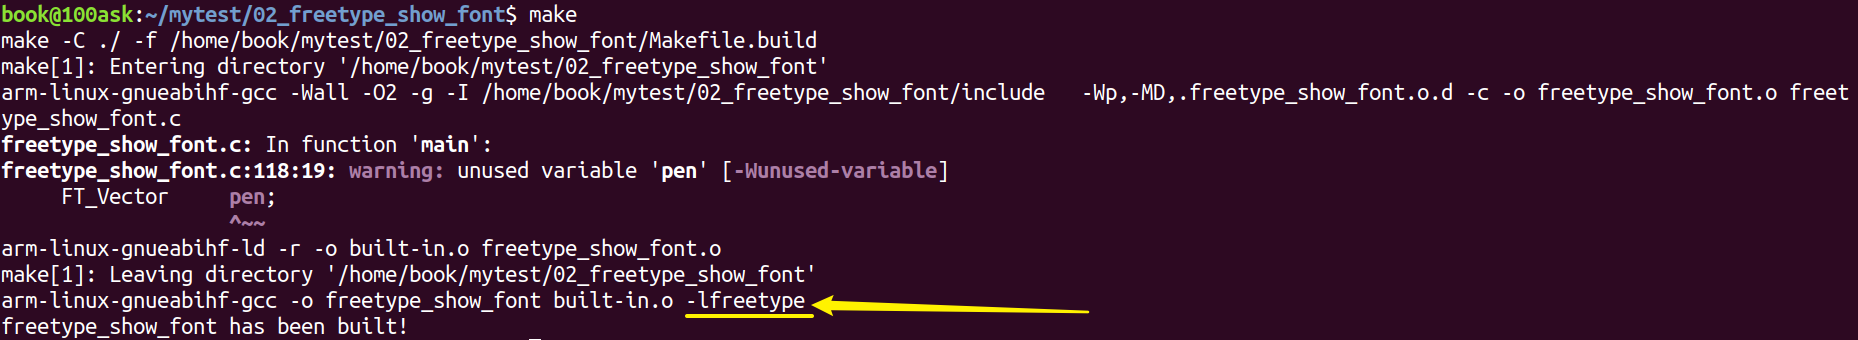 book@100ask:~/mytest/02_freetype_show_font$ make
make -C ./ -f /home/book/mytest/02_freetype_show_font/Makefile.build
make[1]: Entering directory '/home/book/mytest/02_freetype_show_font'
arm-linux-gnueabihf-gcc -Wall -O2 -g -I /home/book/mytest/02_freetype_show_font/include   -Wp,-MD,.freetype_show_font.o.d -c -o freetype_show_font.o freet
ype_show_font.c
freetype_show_font.c: In function 'main':
freetype_show_font.c:118:19: warning: unused variable 'pen' [-Wunused-variable]
     FT_Vector     pen;
                   ^~~
arm-linux-gnueabihf-ld -r -o built-in.o freetype_show_font.o
make[1]: Leaving directory '/home/book/mytest/02_freetype_show_font'
arm-linux-gnueabihf-gcc -o freetype_show_font built-in.o -lfreetype
freetype_show_font has been built!